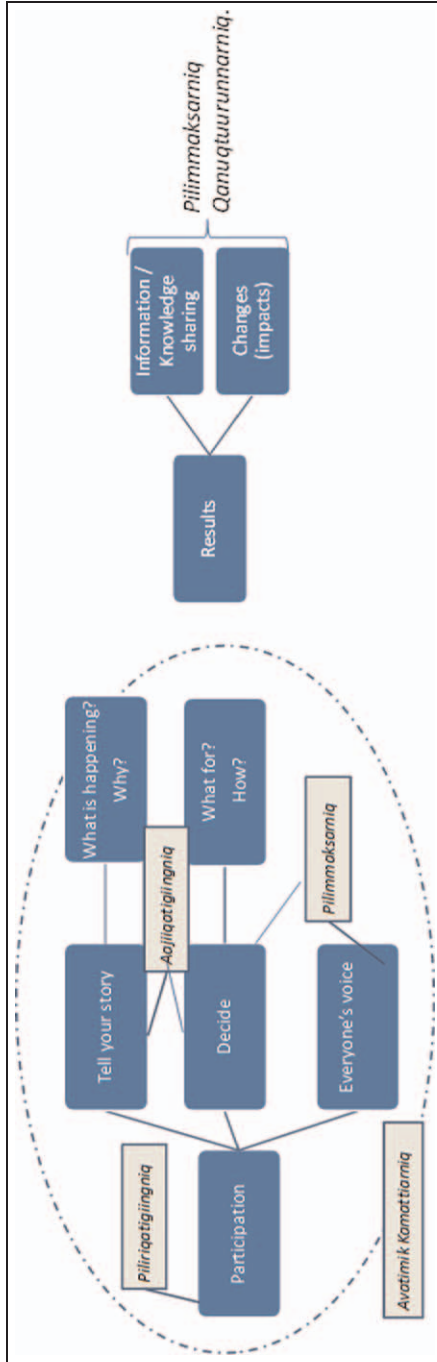 Piliriqatigiingniq
Participation
Avatimik Kamattiarniq
Tell your story
What is happening?
Why?
Aajiiqatigiingniq
Decide
What for?
How?
Everyone's voice
Pilimmaksarniq
Results
Information /
Knowledge
sharing
Changes
(impacts)
Pilimmaksarniq
Qanuqtuurunnarniq.